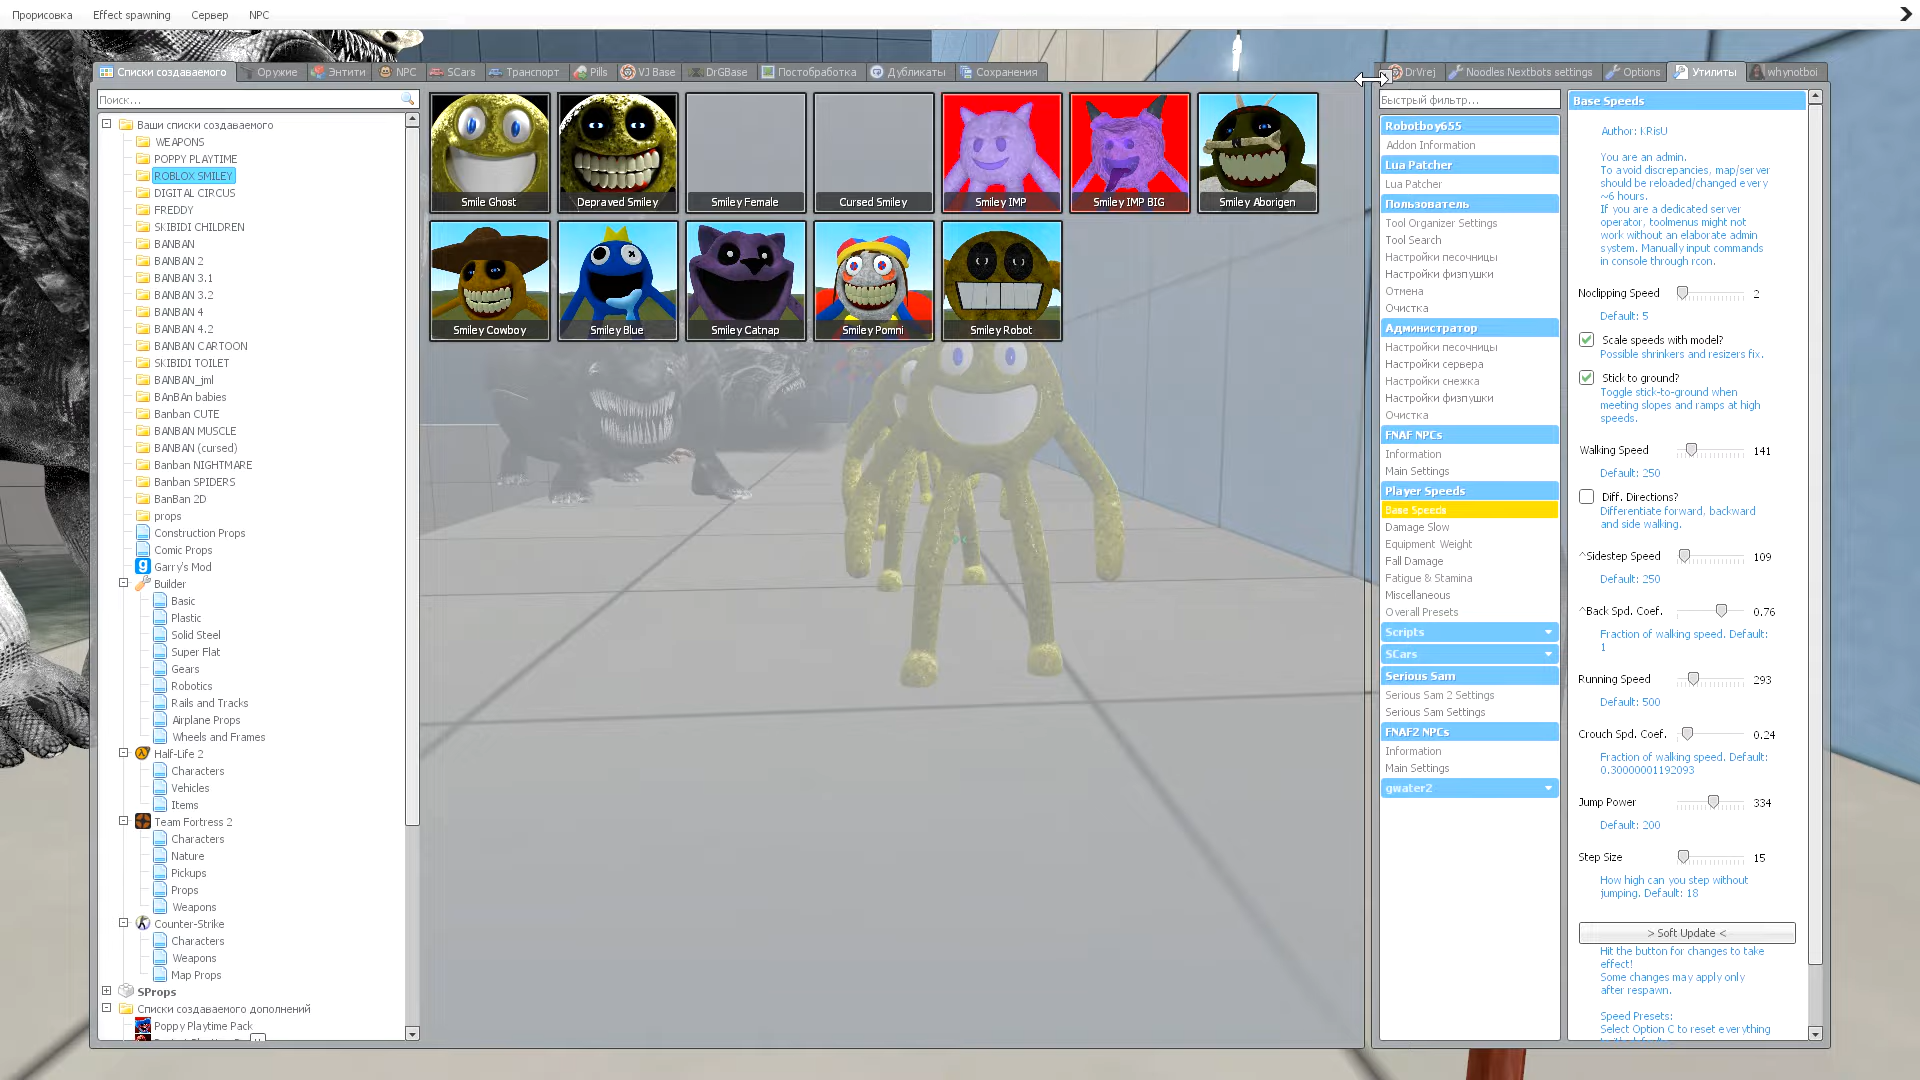 Прорисовка Effect spawning Сервер NPC
Списки создаваемого Оружие Энтити NPC SCars Транспорт Pills VJ Base DrGBase Постобработка Дубликаты Сохранения
Поиск...
Ваши списки создаваемого
WEAPONS
POPPY PLAYTIME
ROBLOX SMILEY
DIGITAL CIRCUS
FREDDY
SKIBIDI CHILDREN
BANBAN
BANBAN 2
BANBAN 3.1
BANBAN 3.2
BANBAN 4
BANBAN 4.2
BANBAN CARTOON
SKIBIDI TOILET
BANBAN_jml
BAnBAn babies
Banban CUTE
BANBAN MUSCLE
BANBAN (cursed)
Banban NIGHTMARE
Banban SPIDERS
BanBan 2D
props
Construction Props
Comic Props
Garry's Mod
Builder
Basic
Plastic
Solid Steel
Super Flat
Gears
Robotics
Rails and Tracks
Airplane Props
Wheels and Frames
Half-Life 2
Characters
Vehicles
Items
Team Fortress 2
Characters
Nature
Pickups
Props
Weapons
Counter-Strike
Characters
Weapons
Map Props
SProps
Списки создаваемого дополнений
Poppy Playtime Pack
Smile Ghost
Depraved Smiley
Smiley Female
Cursed Smiley
Smiley IMP
Smiley IMP BIG
Smiley Aborigen
Smiley Cowboy
Smiley Blue
Smiley Catnap
Smiley Pomni
Smiley Robot
DrVrej Noodles Nextbots settings Options Утилиты whynotboi
Быстрый фильтр...
Robotboy655
Addon Information
Lua Patcher
Lua Patcher
Пользователь
Tool Organizer Settings
Tool Search
Настройки песочницы
Настройки физпушки
Отмена
Очистка
Администратор
Настройки песочницы
Настройки сервера
Настройки снежка
Настройки физпушки
Очистка
FNAF NPCs
Information
Main Settings
Player Speeds
Base Speeds
Damage Slow
Equipment Weight
Fall Damage
Fatigue & Stamina
Miscellaneous
Overall Presets
Scripts
SCars
Serious Sam
Serious Sam 2 Settings
Serious Sam Settings
FNAF2 NPCs
Information
Main Settings
gwater2
Base Speeds
Author: KRisU
You are an admin.
To avoid discrepancies, map/server
should be reloaded/changed every
~6 hours.
If you are a dedicated server
operator, toolmenus might not
work without an elaborate admin
system. Manually input commands
in console through rcon.
Noclipping Speed 2
Default: 5
Scale speeds with model?
Possible shrinkers and resizers fix.
Stick to ground?
Toggle stick-to-ground when
meeting slopes and ramps at high
speeds.
Walking Speed 141
Default: 250
Diff. Directions?
Differentiate forward, backward
and side walking.
^Sidestep Speed 109
Default: 250
^Back Spd. Coef. 0.76
Fraction of walking speed. Default:
1
Running Speed 293
Default: 500
Crouch Spd. Coef. 0.24
Fraction of walking speed. Default:
0.30000001192093
Jump Power 334
Default: 200
Step Size 15
How high can you step without
jumping. Default: 18
> Soft Update <
Hit the button for changes to take
effect!
Some changes may apply only
after respawn.
Speed Presets:
Select Option C to reset everything